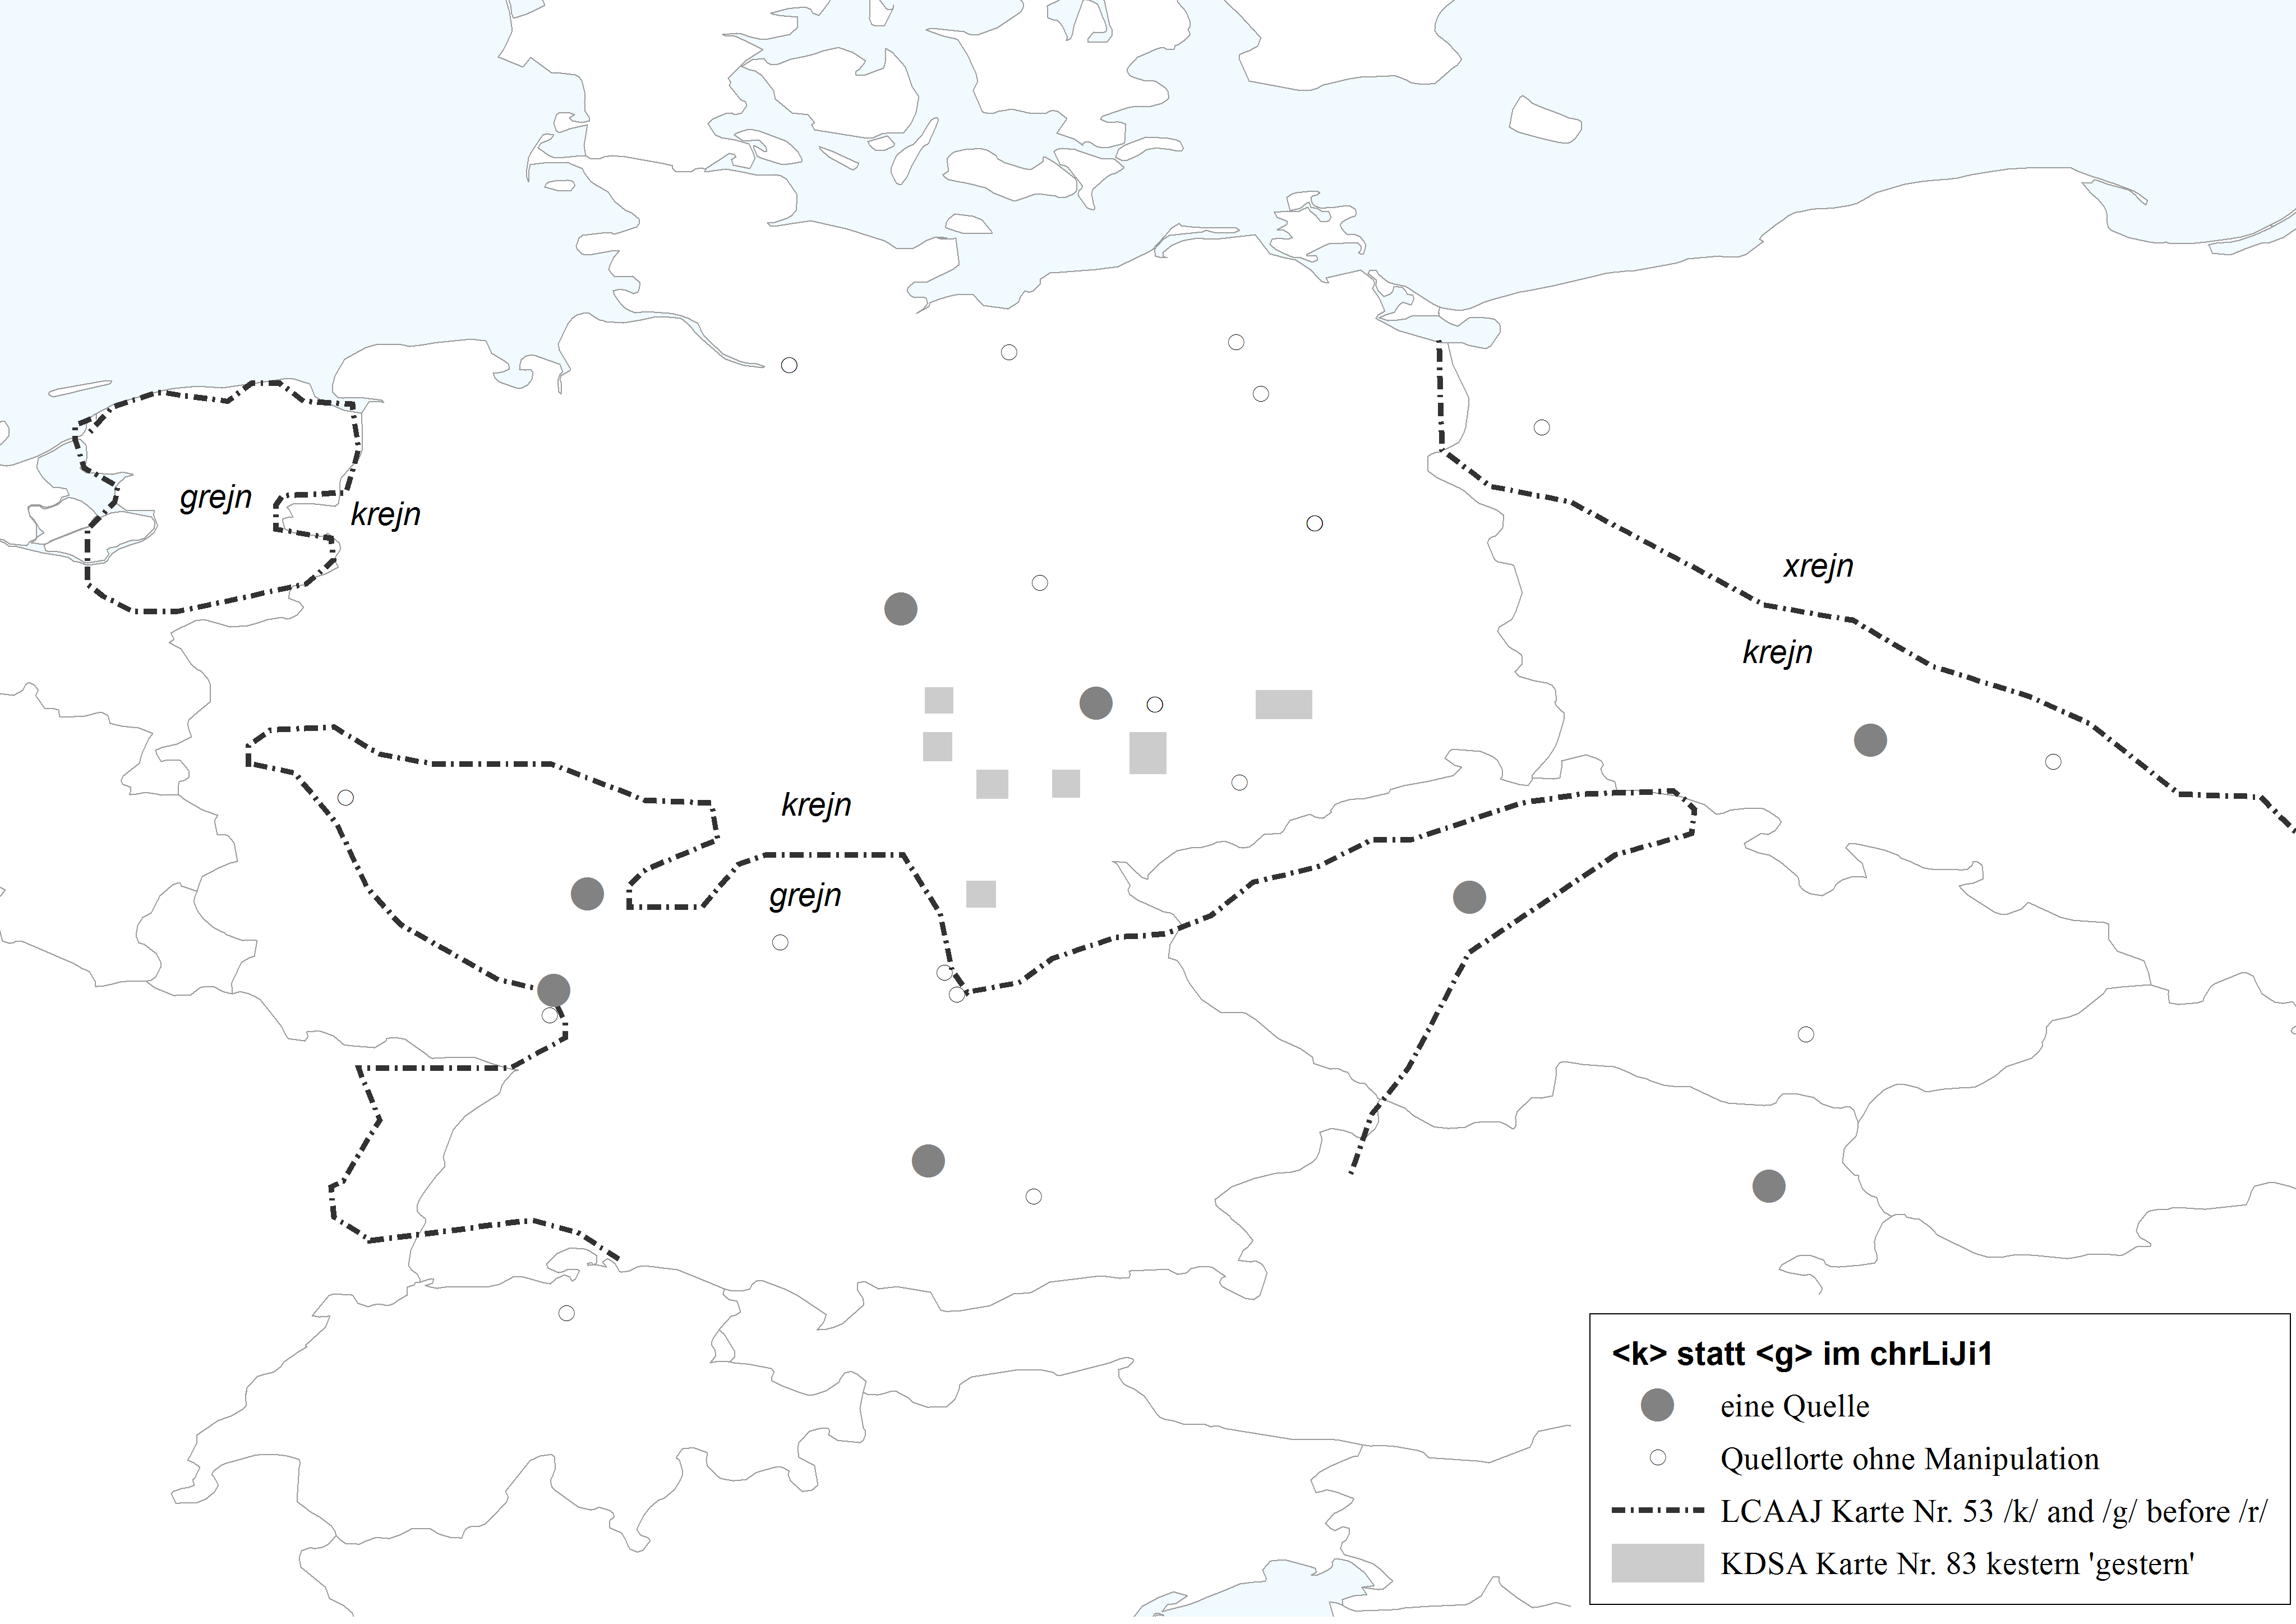 grejn
krejn
xrejn
krejn
krejn
grejn
<k> statt <g> im chrLiJi1
eine Quelle
Quellorte ohne Manipulation
LCAAJ Karte Nr. 53 /k/ and /g/ before /r/
KDSA Karte Nr. 83 kestern 'gestern'